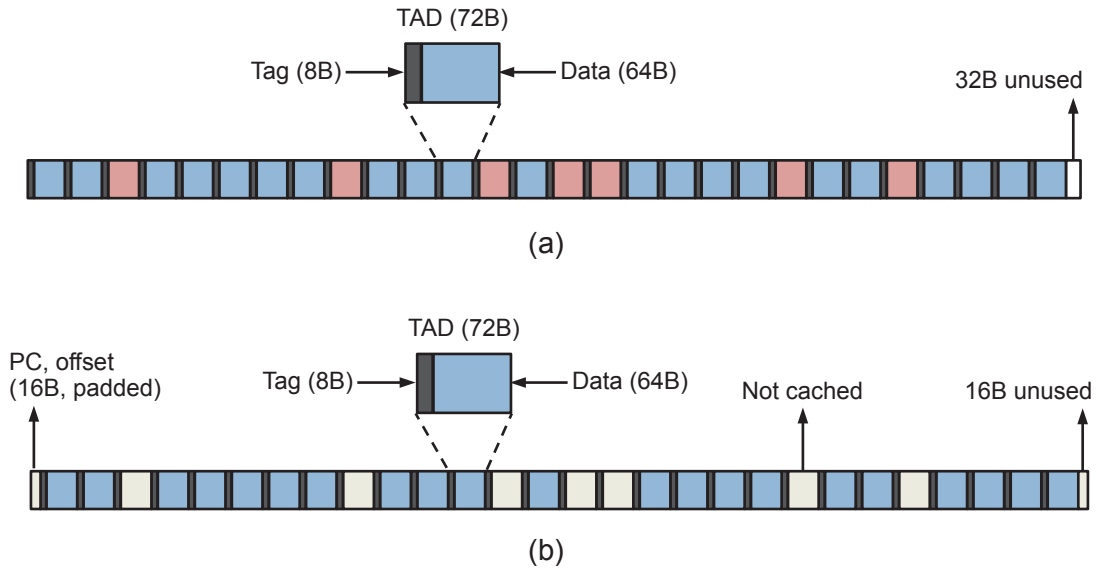 TAD (72B)
Tag (8B)
Data (64B)
32B unused
(a)
TAD (72B)
PC, offset
(16B, padded)
Tag (8B)
Data (64B)
Not cached
16B unused
(b)